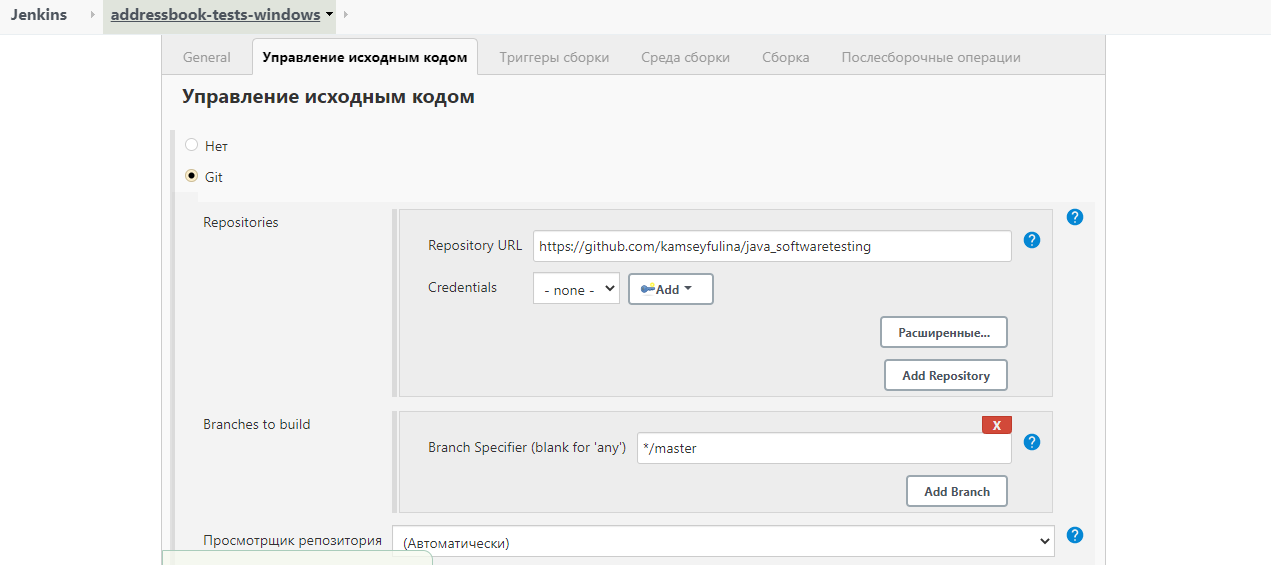 Jenkins addressbook-tests-windows
General Управление исходным кодом Триггеры сборки Среда сборки Сборка Послесборочные операции
Управление исходным кодом
Нет
Git
Repositories
Repository URL https://github.com/kamseyfulina/java_softwaretesting
Credentials - none - Add
Расширенные...
Add Repository
Branches to build
X
Branch Specifier (blank for 'any') */master
Add Branch
Просмотрщик репозитория (Автоматически)